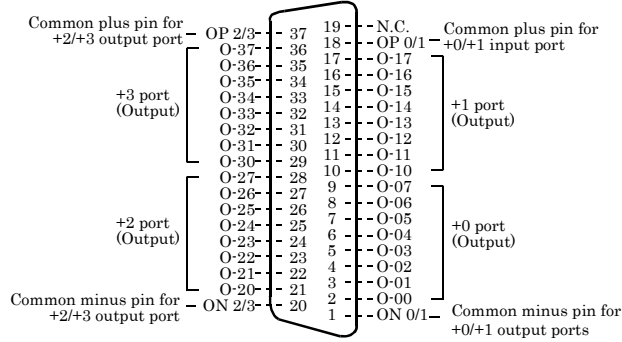 Common plus pin for
+2/+3 output port
OP 2/3 37
O-37 36
O-36 35
O-35 34
O-34 33
O-33 32
O-32 31
O-31 30
O-30 29
+3 port
(Output)
O-27 28
O-26 27
O-25 26
O-24 25
O-23 24
O-22 23
O-21 22
O-20 21
+2 port
(Output)
Common minus pin for
+2/+3 output port
ON 2/3 20
19 N.C.
18 OP 0/1
Common plus pin for
+0/+1 input port
17 O-17
16 O-16
15 O-15
14 O-14
13 O-13
12 O-12
11 O-11
10 O-10
+1 port
(Output)
9 O-07
8 O-06
7 O-05
6 O-04
5 O-03
4 O-02
3 O-01
2 O-00
+0 port
(Output)
1 ON 0/1
Common minus pin for
+0/+1 output ports